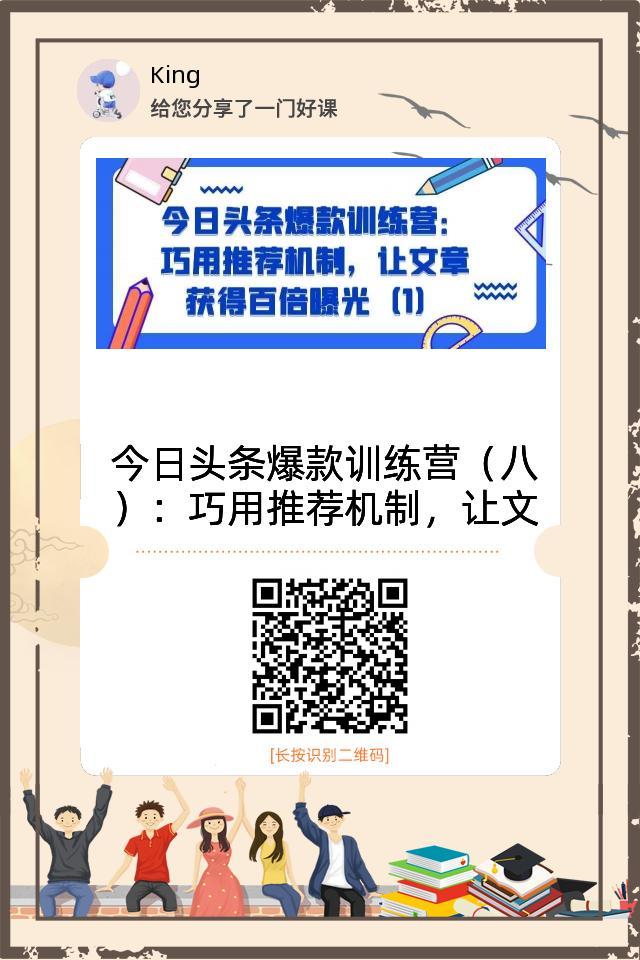 King
给您分享了一门好课
今日头条爆款训练营：
巧用推荐机制，让文章
获得百倍曝光（1）
今日头条爆款训练营（八
）：巧用推荐机制，让文
[长按识别二维码]